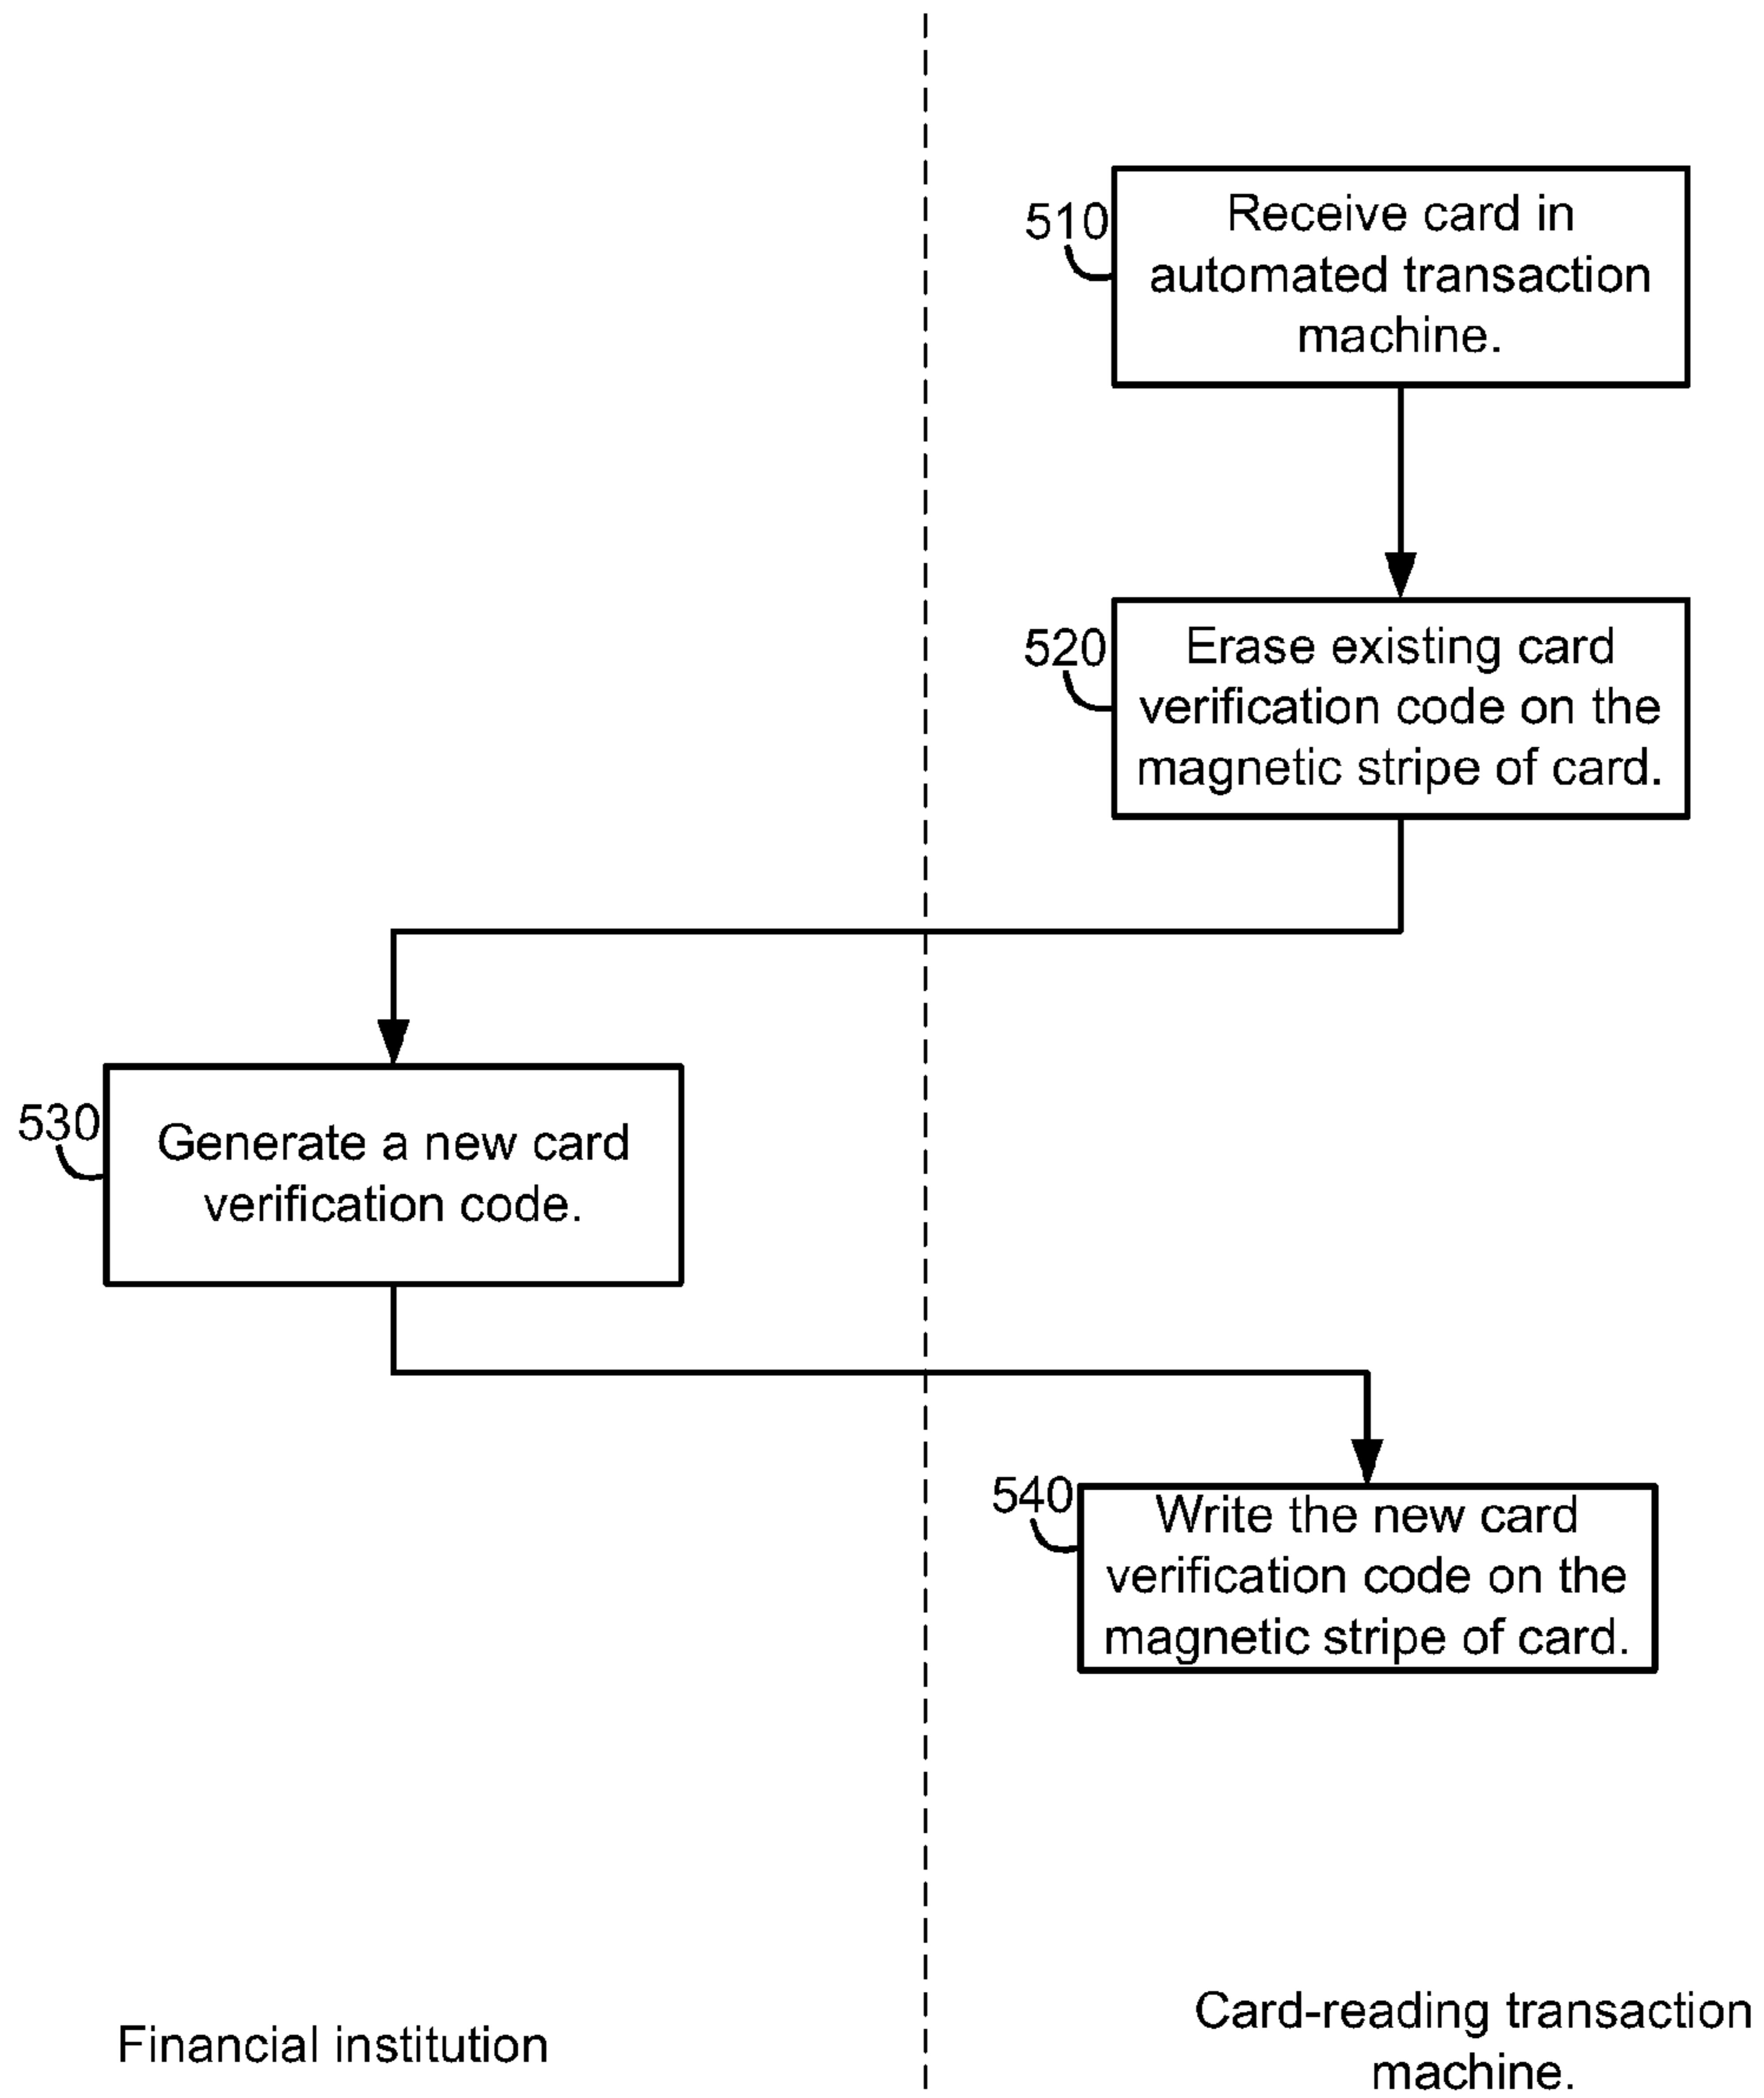 510
Receive card in
automated transaction
machine.
520
Erase existing card
verification code on the
magnetic stripe of card.
530
Generate a new card
verification code.
540
Write the new card
verification code on the
magnetic stripe of card.
Financial institution
Card-reading transaction
machine.